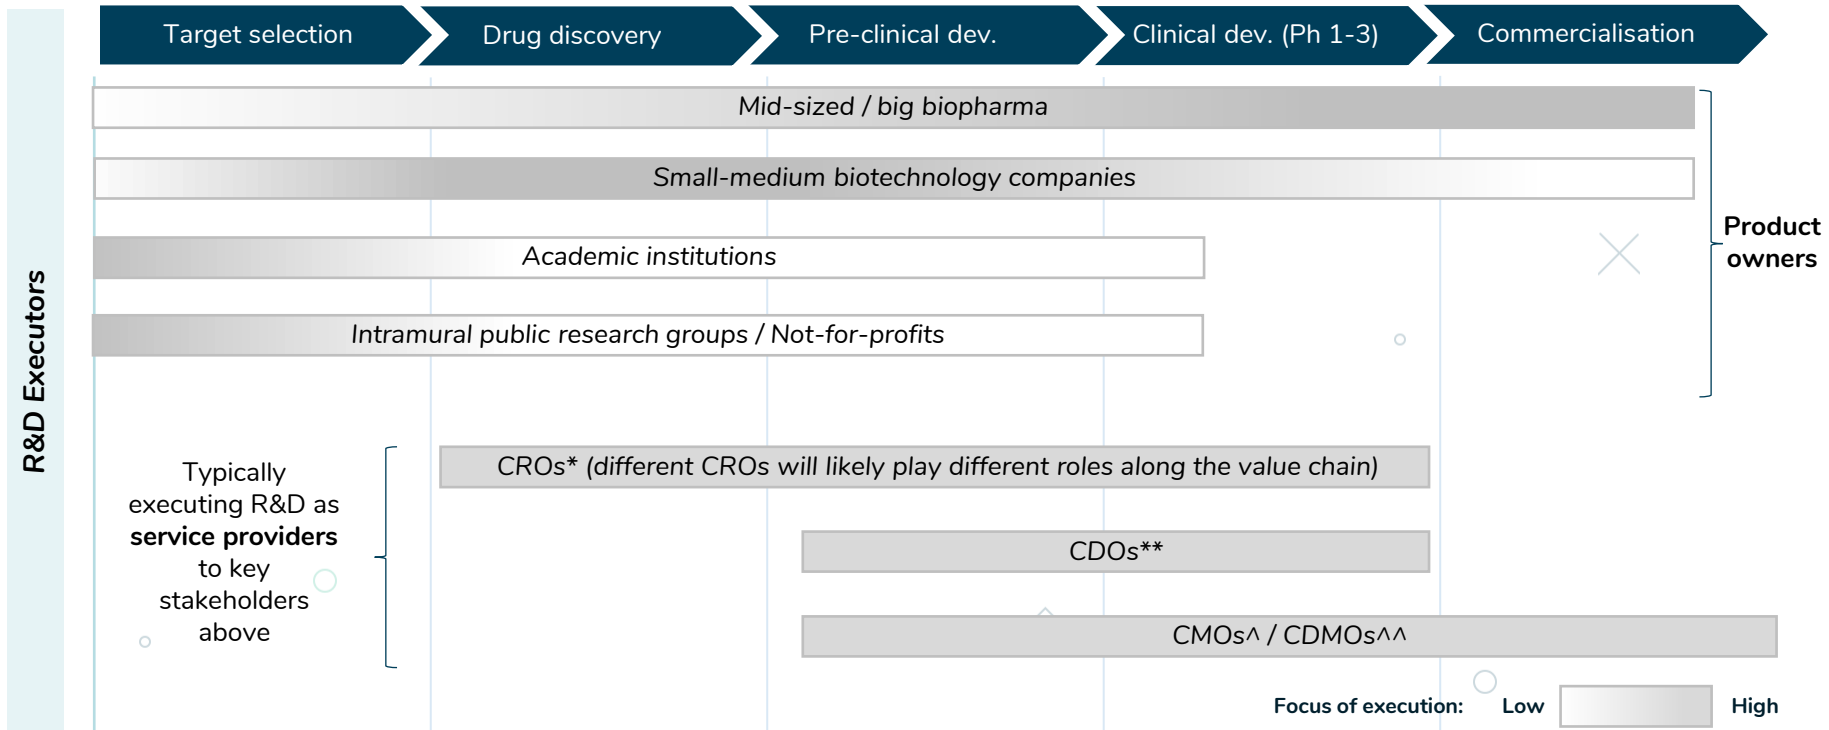 Target selection
Drug discovery
Pre-clinical dev.
Clinical dev. (Ph 1-3)
Commercialisation
R&D Executors
Mid-sized / big biopharma
Small-medium biotechnology companies
Academic institutions
Intramural public research groups / Not-for-profits
Product
owners
Typically
executing R&D as
service providers
to key
stakeholders
above
CROs* (different CROs will likely play different roles along the value chain)
CDOs**
CMOs^ / CDMOs^^
Focus of execution:
Low
High